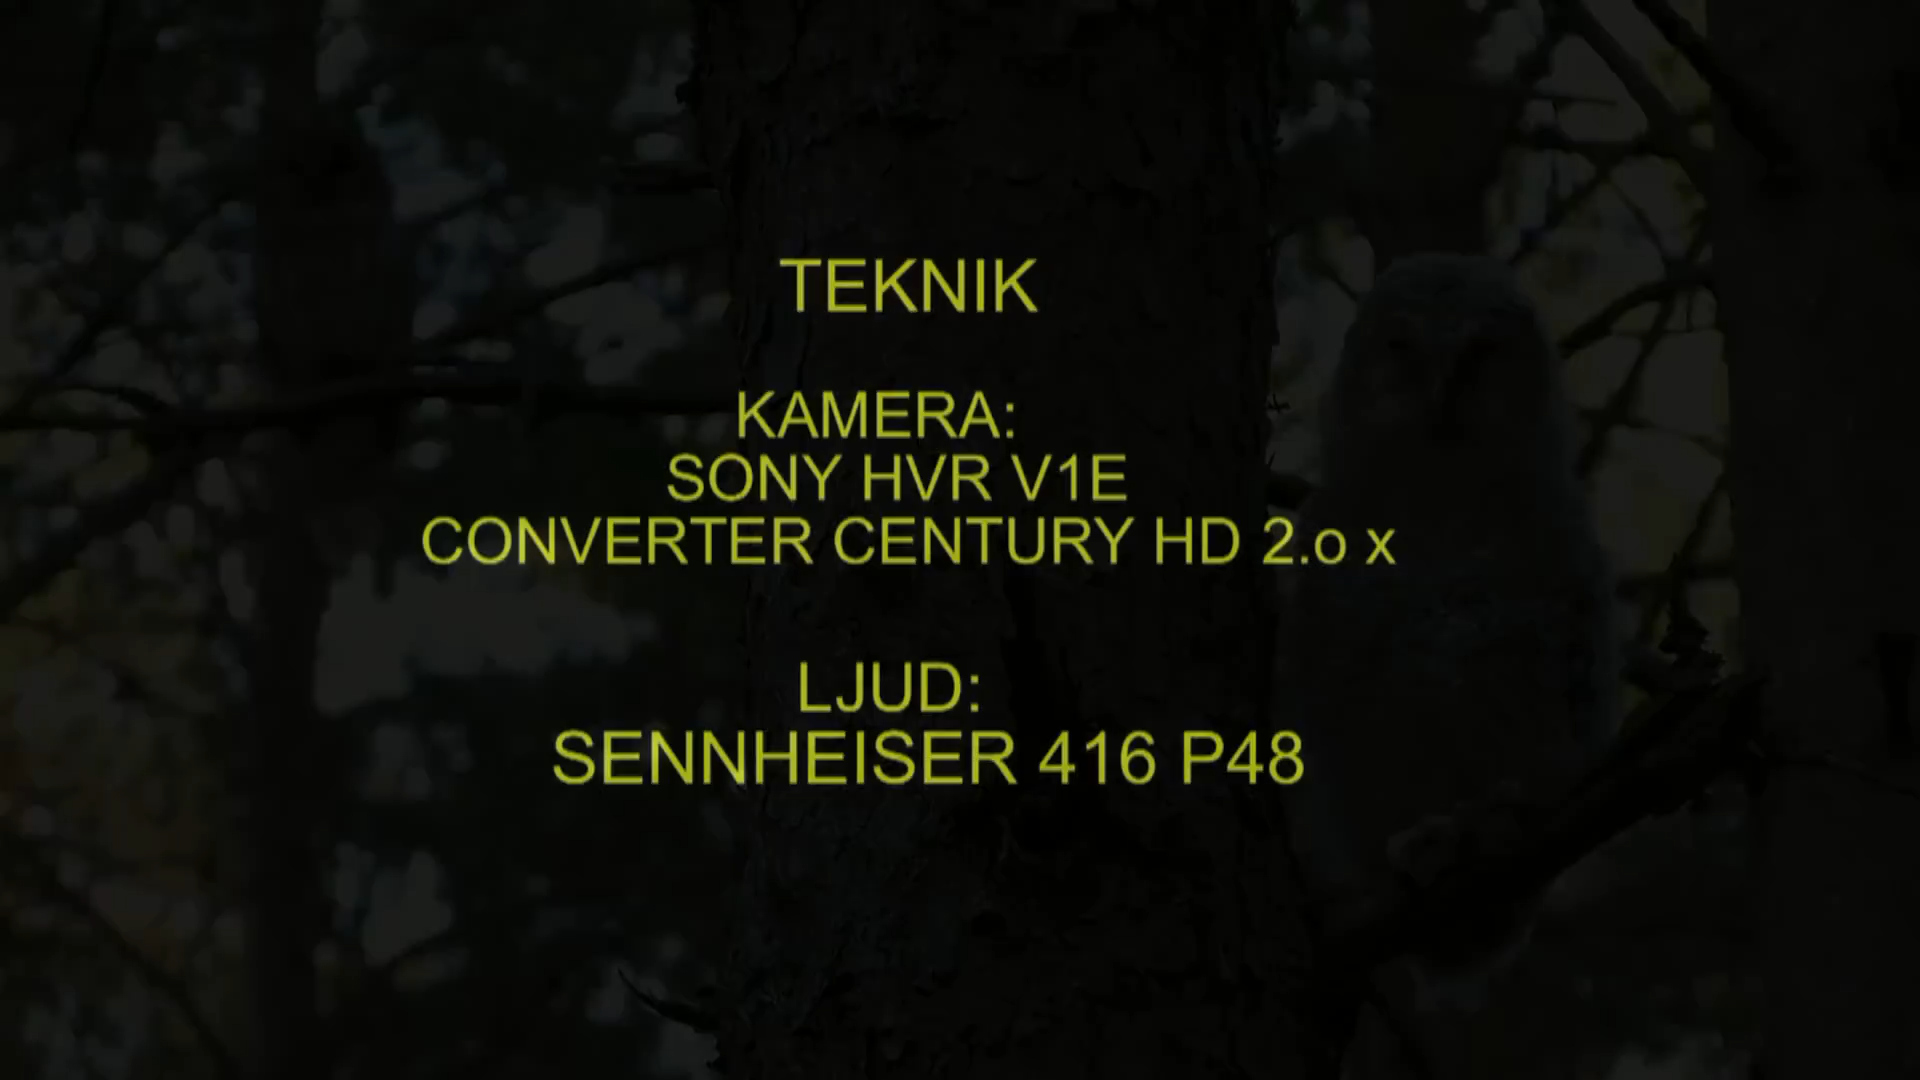 TEKNIK
KAMERA:
SONY HVR V1E
CONVERTER CENTURY HD 2.o x
LJUD:
SENNHEISER 416 P48